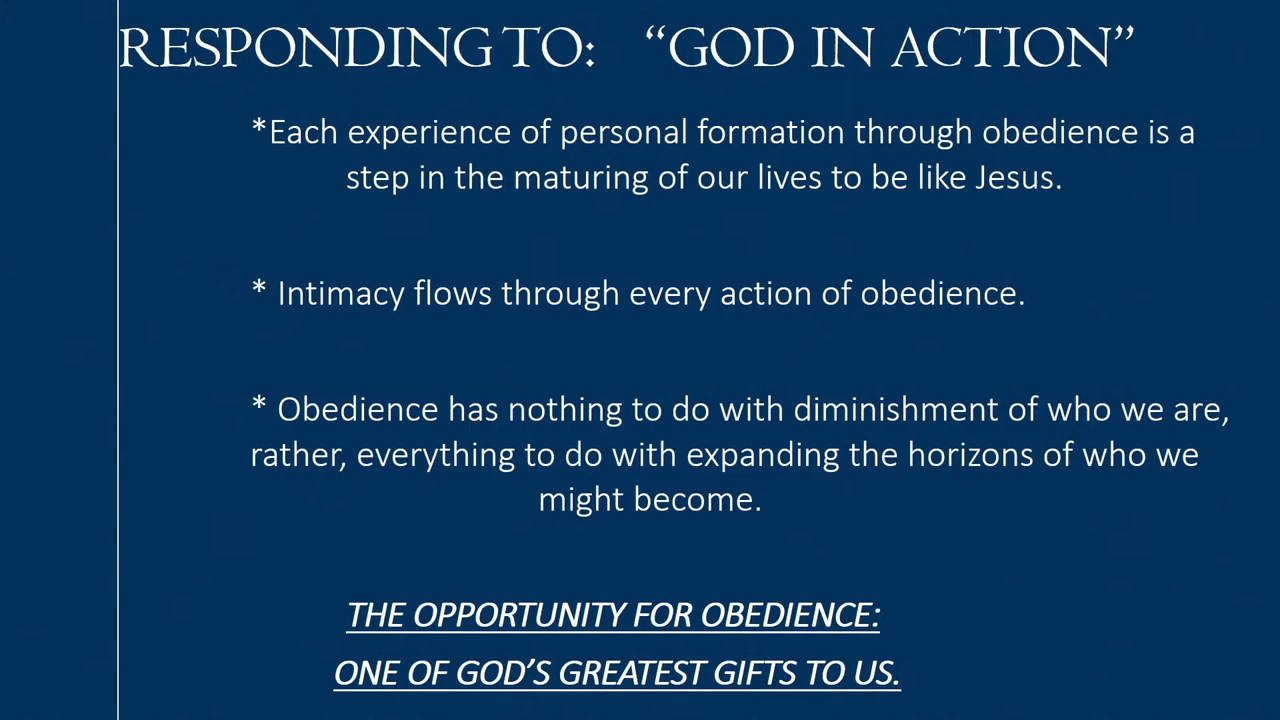 RESPONDING TO: “GOD IN ACTION”
*Each experience of personal formation through obedience is a
step in the maturing of our lives to be like Jesus.
* Intimacy flows through every action of obedience.
* Obedience has nothing to do with diminishment of who we are,
rather, everything to do with expanding the horizons of who we
might become.
THE OPPORTUNITY FOR OBEDIENCE:
ONE OF GOD’S GREATEST GIFTS TO US.